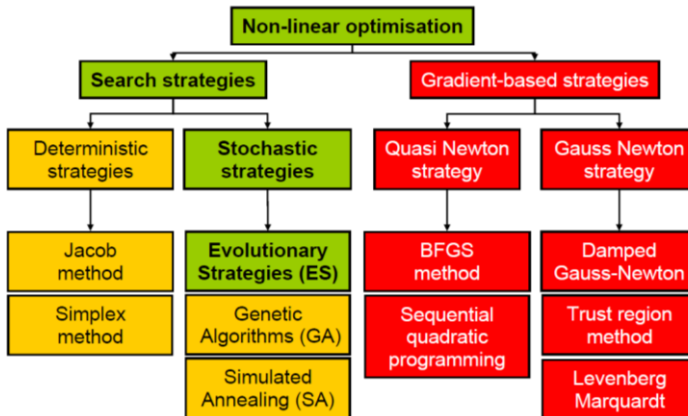 Non-linear optimisation
Search strategies
Gradient-based strategies
Deterministic
strategies
Stochastic
strategies
Quasi Newton
strategy
Gauss Newton
strategy
Jacob
method
Evolutionary
Strategies (ES)
BFGS
method
Damped
Gauss-Newton
Simplex
method
Genetic
Algorithms (GA)
Sequential
quadratic
programming
Trust region
method
Simulated
Annealing (SA)
Levenberg
Marquardt